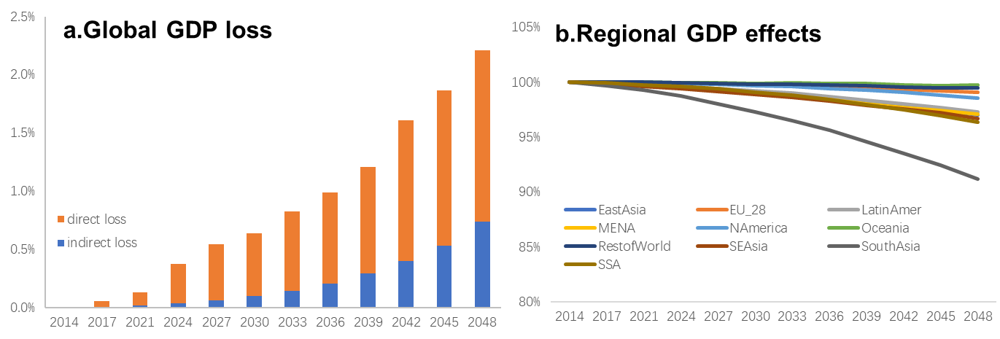 a.Global GDP loss
2.5%
2.0%
1.5%
1.0%
0.5%
0.0%
direct loss
indirect loss
2014 2017 2021 2024 2027 2030 2033 2036 2039 2042 2045 2048
b.Regional GDP effects
105%
100%
95%
90%
85%
80%
EastAsia EU_28 LatinAmer
MENA NAmerica Oceania
RestofWorld SEAsia SouthAsia
SSA
2014 2017 2021 2024 2027 2030 2033 2036 2039 2042 2045 2048